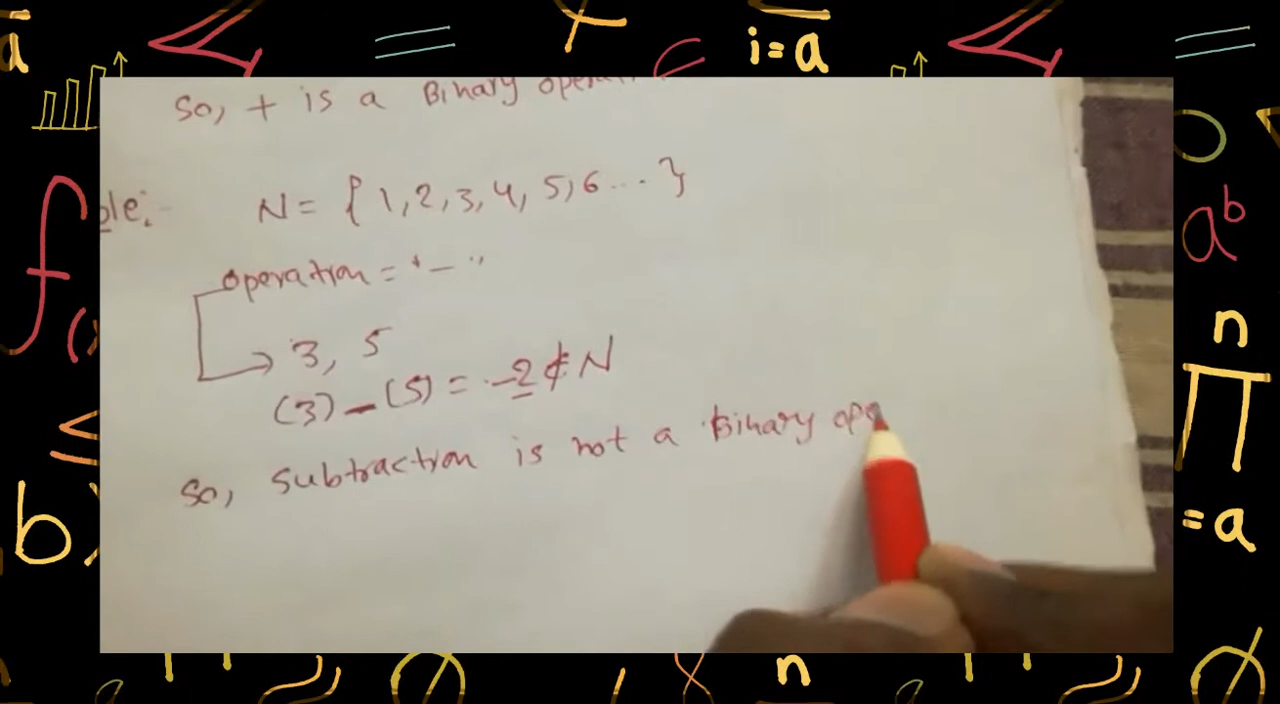 a i=a
So, + is a Binary
N= { 1,2,3,4,5,6... }
operation = "—"
3, 5
(3) — (5) = -2 ∉ N
So, subtraction is not a Binary ope
f(
a^b
n
∏
≤
b)
=a
n